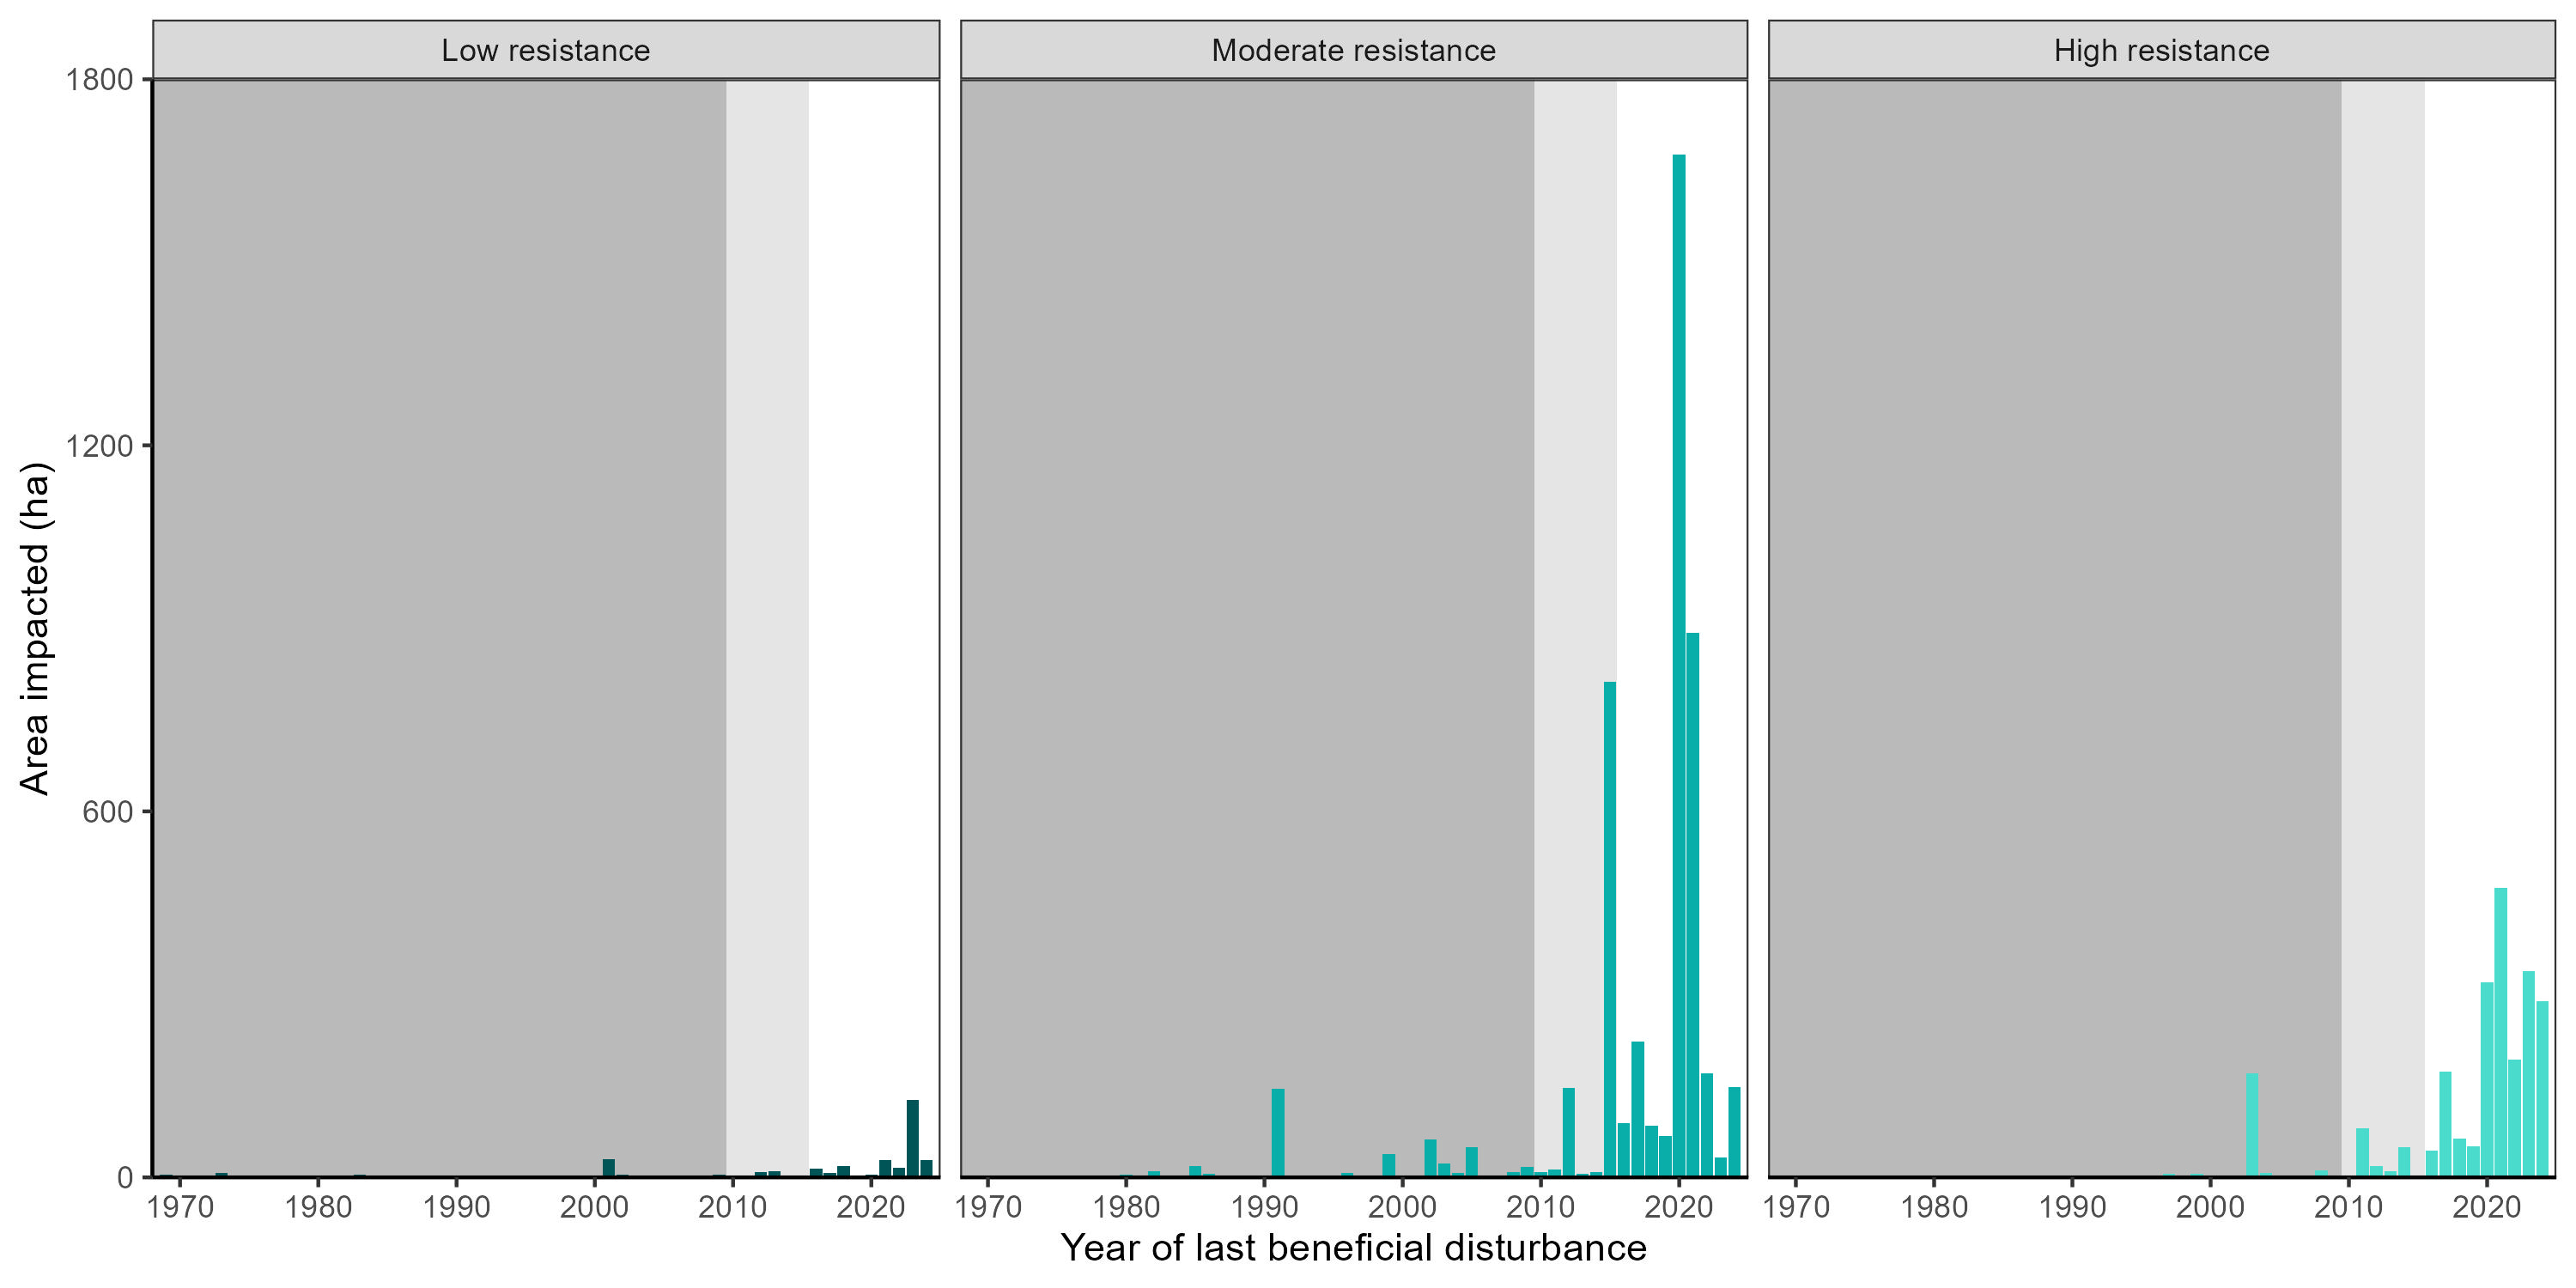 Low resistance
Moderate resistance
High resistance
1800
1200
600
0
Area impacted (ha)
1970 1980 1990 2000 2010 2020
1970 1980 1990 2000 2010 2020
1970 1980 1990 2000 2010 2020
Year of last beneficial disturbance